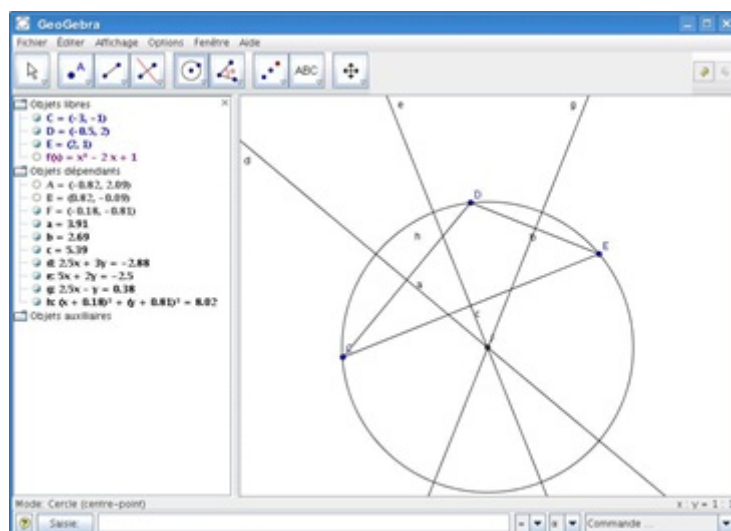 GeoGebra
Fichier Éditer Affichage Options Fenêtre Aide
ABC
Objets libres
C = (-3, -1)
D = (-0.5, 2)
E = (2, 1)
f(x) = x² − 2 x + 1
Objets dépendants
A = (-0.82, 2.09)
B = (0.82, -0.09)
F = (-0.18, -0.81)
a = 3.91
b = 2.69
c = 5.39
d: 2.5x + 3y = -2.88
e: 5x + 2y = -2.5
g: 2.5x - y = 0.38
h: (x + 0.18)² + (y + 0.81)² = 8.02
Objets auxiliaires
e
g
d
D
h
b
E
a
c
C
Mode: Cercle (centre-point)
x : y = 1 :
Saisie:
Commande ...